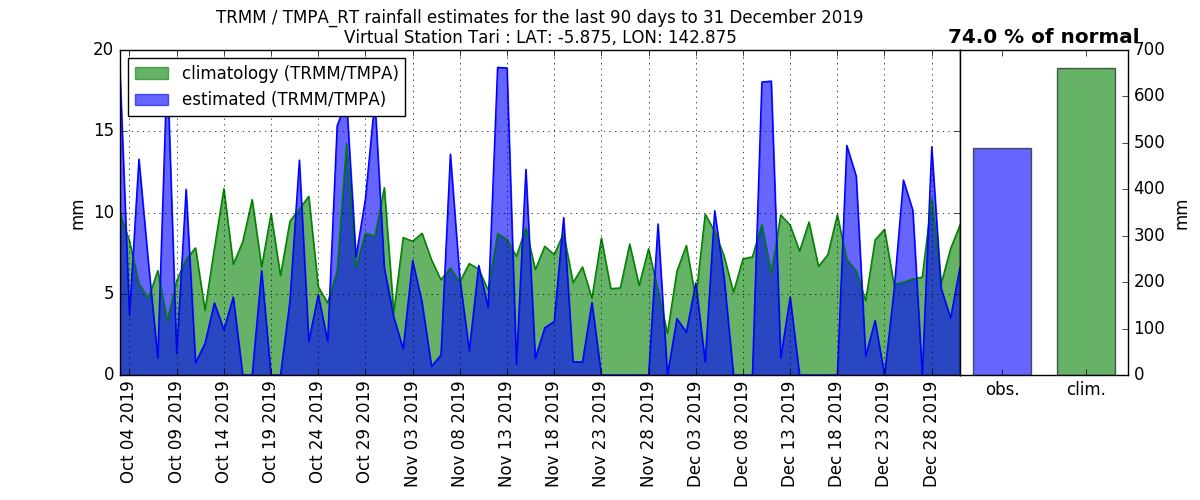 TRMM / TMPA_RT rainfall estimates for the last 90 days to 31 December 2019
Virtual Station Tari : LAT: -5.875, LON: 142.875
74.0 % of normal
climatology (TRMM/TMPA)
estimated (TRMM/TMPA)
20
15
10
5
0
mm
Oct 04 2019
Oct 09 2019
Oct 14 2019
Oct 19 2019
Oct 24 2019
Oct 29 2019
Nov 03 2019
Nov 08 2019
Nov 13 2019
Nov 18 2019
Nov 23 2019
Nov 28 2019
Dec 03 2019
Dec 08 2019
Dec 13 2019
Dec 18 2019
Dec 23 2019
Dec 28 2019
obs.
clim.
700
600
500
400
300
200
100
0
mm